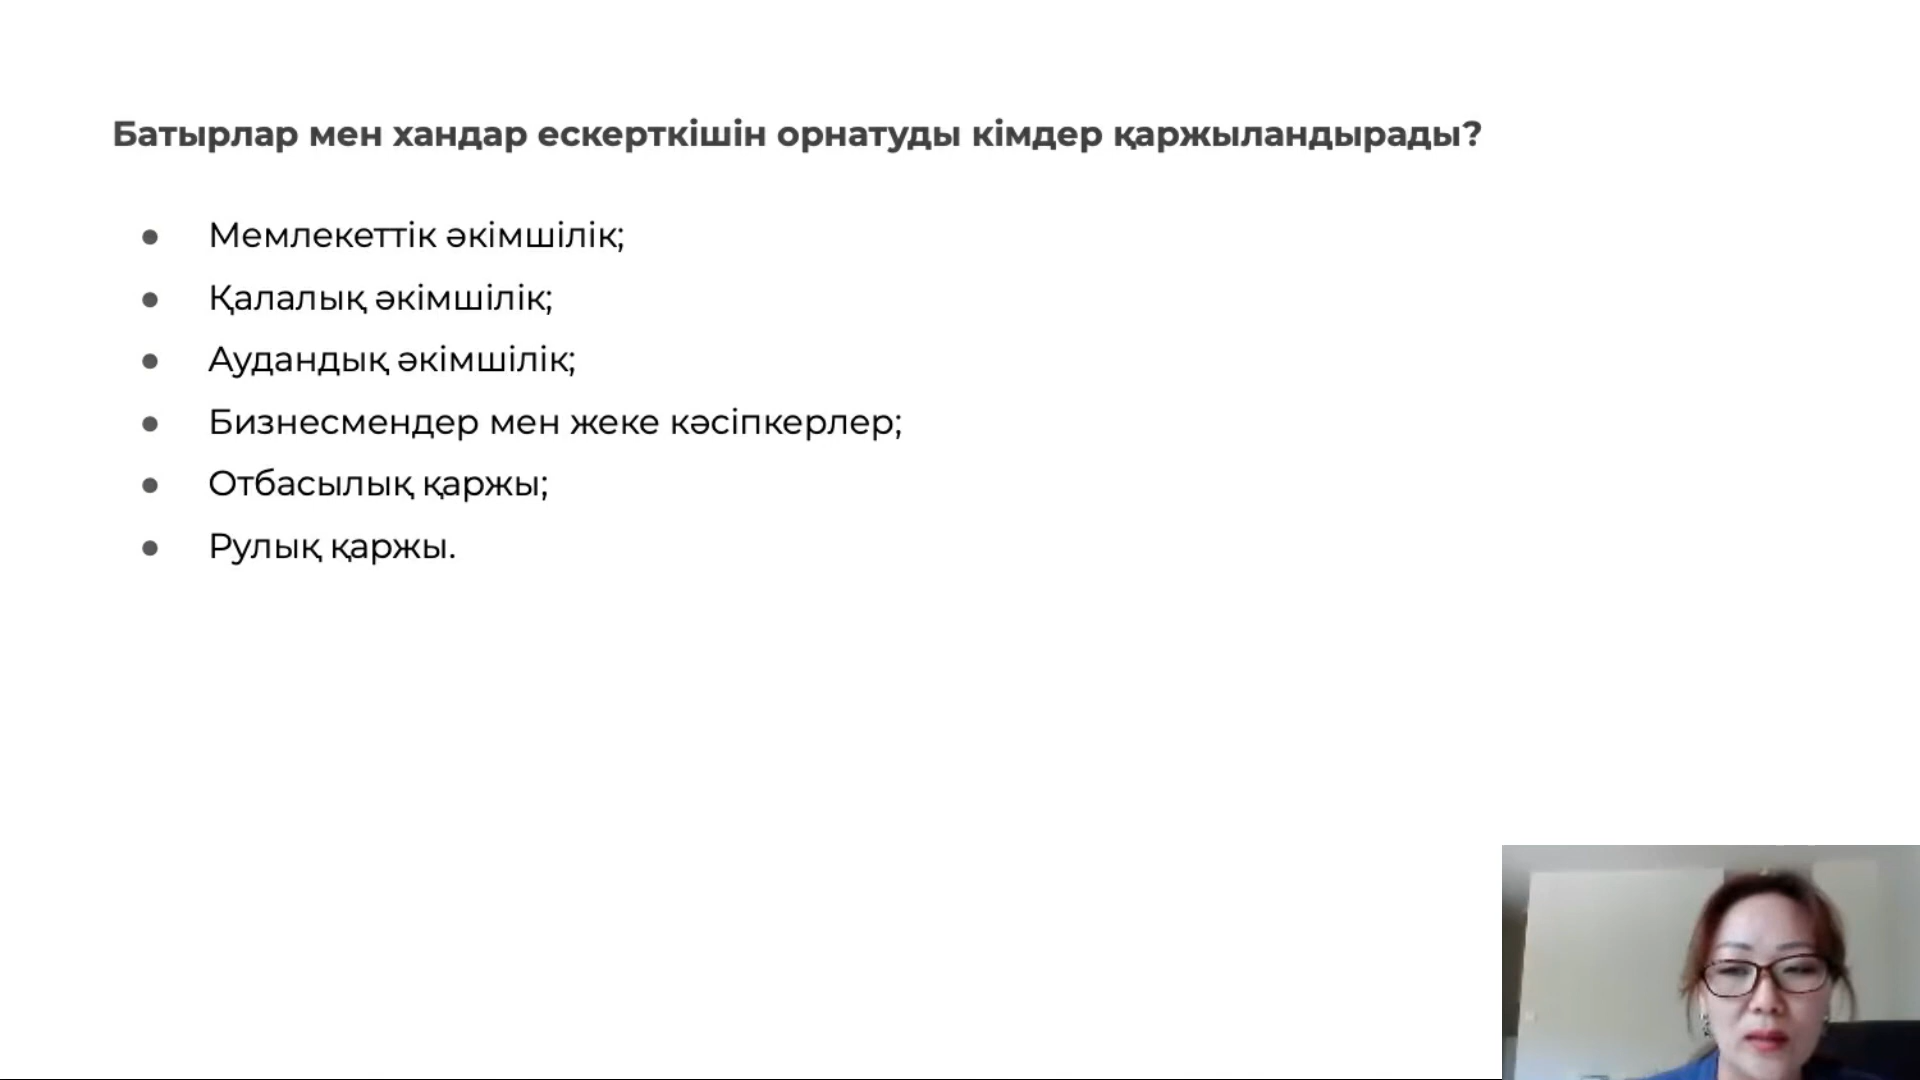 Батырлар мен хандар ескерткішін орнатуды кімдер қаржыландырады?
● Мемлекеттік әкімшілік;
● Қалалық әкімшілік;
● Аудандық әкімшілік;
● Бизнесмендер мен жеке кәсіпкерлер;
● Отбасылық қаржы;
● Рулық қаржы.